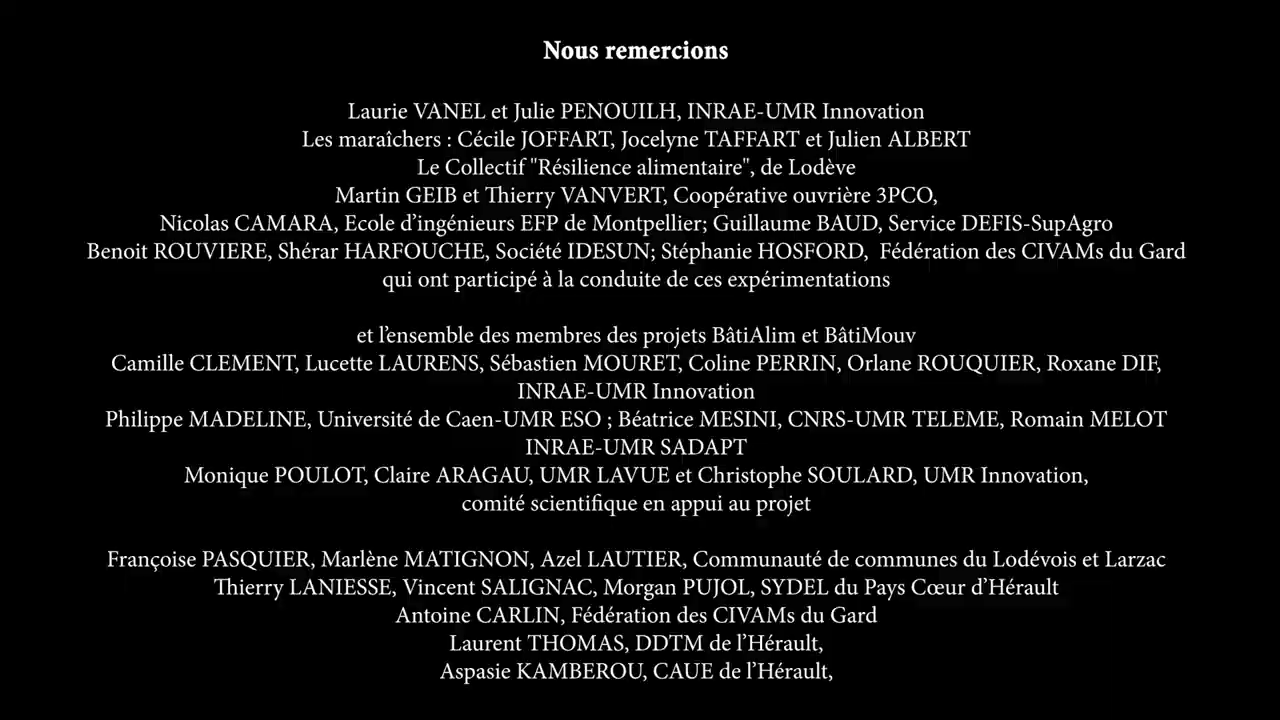 Nous remercions
Laurie VANEL et Julie PENOUILH, INRAE-UMR Innovation
Les maraîchers : Cécile JOFFART, Jocelyne TAFFART et Julien ALBERT
Le Collectif "Résilience alimentaire", de Lodève
Martin GEIB et Thierry VANVERT, Coopérative ouvrière 3PCO,
Nicolas CAMARA, Ecole d’ingénieurs EFP de Montpellier; Guillaume BAUD, Service DEFIS-SupAgro
Benoit ROUVIERE, Shérar HARFOUCHE, Société IDESUN; Stéphanie HOSFORD,  Fédération des CIVAMs du Gard
qui ont participé à la conduite de ces expérimentations
et l’ensemble des membres des projets BâtiAlim et BâtiMouv
Camille CLEMENT, Lucette LAURENS, Sébastien MOURET, Coline PERRIN, Orlane ROUQUIER, Roxane DIF,
INRAE-UMR Innovation
Philippe MADELINE, Université de Caen-UMR ESO ; Béatrice MESINI, CNRS-UMR TELEME, Romain MELOT
INRAE-UMR SADAPT
Monique POULOT, Claire ARAGAU, UMR LAVUE et Christophe SOULARD, UMR Innovation,
comité scientifique en appui au projet
Françoise PASQUIER, Marlène MATIGNON, Azel LAUTIER, Communauté de communes du Lodévois et Larzac
Thierry LANIESSE, Vincent SALIGNAC, Morgan PUJOL, SYDEL du Pays Cœur d’Hérault
Antoine CARLIN, Fédération des CIVAMs du Gard
Laurent THOMAS, DDTM de l’Hérault,
Aspasie KAMBEROU, CAUE de l’Hérault,